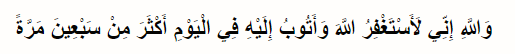 وَاللَّهِ إِنِّي لَأَسْتَغْفِرُ اللَّهَ وَأَتُوبُ إِلَيْهِ فِي الْيَوْمِ أَكْثَرَ مِنْ سَبْعِينَ مَرَّةً